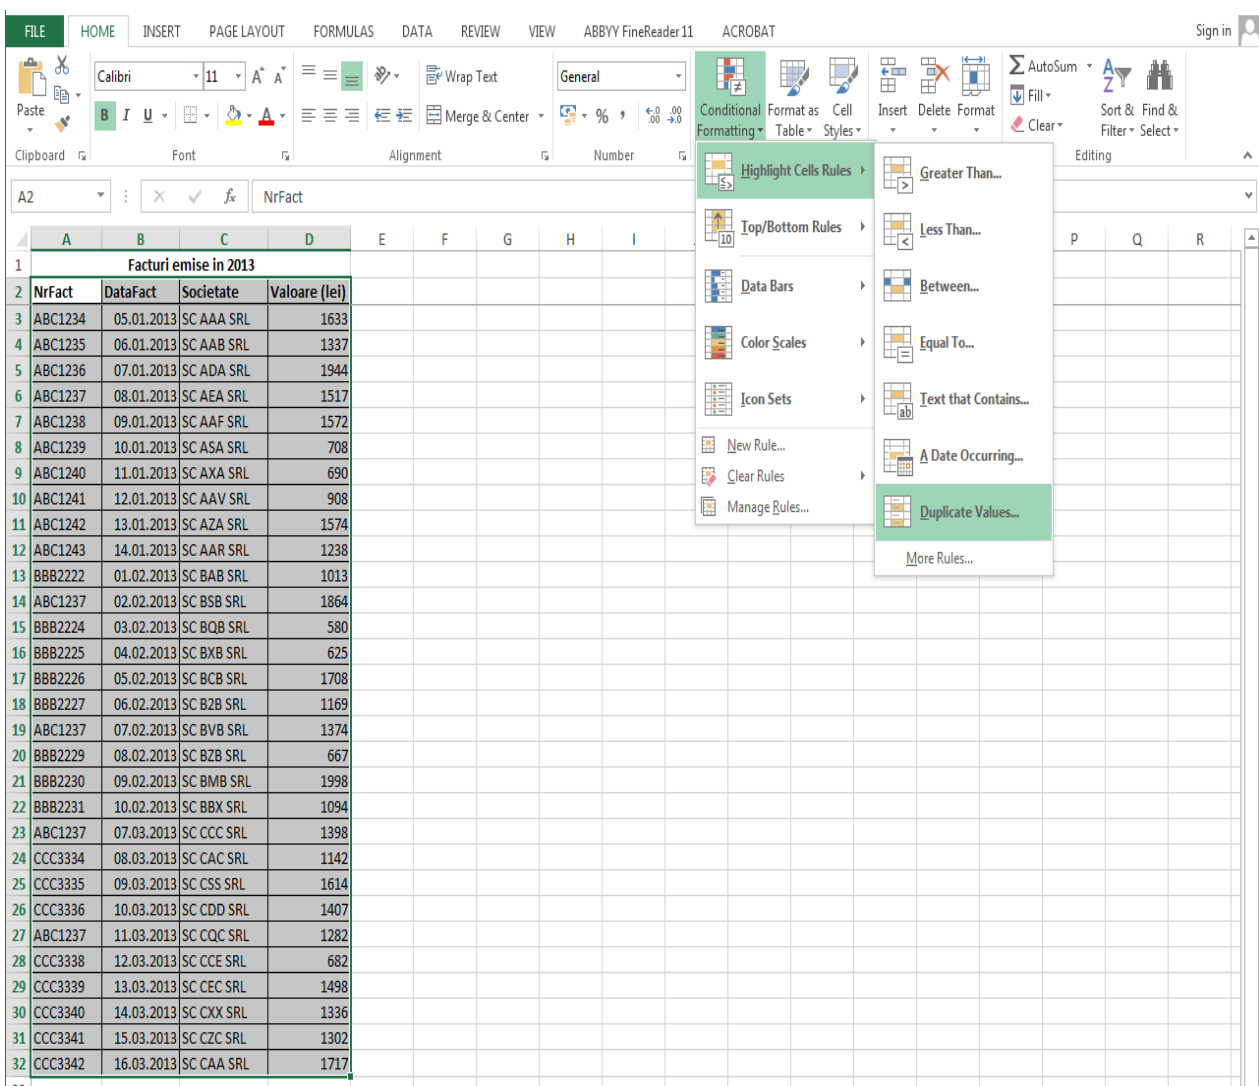 FILE HOME INSERT PAGE LAYOUT FORMULAS DATA REVIEW VIEW ABBYY FineReader 11 ACROBAT Sign in
Calibri 11 A A Wrap Text General AutoSum
Paste Fill
B I U A Merge & Center % , Conditional Format as Cell Insert Delete Format Sort & Find &
Formatting Table Styles Clear Filter Select
Clipboard Font Alignment Number Editing
A2 fx NrFact
Highlight Cells Rules
Top/Bottom Rules
Data Bars
Color Scales
Icon Sets
New Rule...
Clear Rules
Manage Rules...
Greater Than...
Less Than...
Between...
Equal To...
Text that Contains...
A Date Occurring...
Duplicate Values...
More Rules...
A B C D E F G H I P Q R
1 Facturi emise in 2013
2 NrFact DataFact Societate Valoare (lei)
3 ABC1234 05.01.2013 SC AAA SRL 1633
4 ABC1235 06.01.2013 SC AAB SRL 1337
5 ABC1236 07.01.2013 SC ADA SRL 1944
6 ABC1237 08.01.2013 SC AEA SRL 1517
7 ABC1238 09.01.2013 SC AAF SRL 1572
8 ABC1239 10.01.2013 SC ASA SRL 708
9 ABC1240 11.01.2013 SC AXA SRL 690
10 ABC1241 12.01.2013 SC AAV SRL 908
11 ABC1242 13.01.2013 SC AZA SRL 1574
12 ABC1243 14.01.2013 SC AAR SRL 1238
13 BBB2222 01.02.2013 SC BAB SRL 1013
14 ABC1237 02.02.2013 SC BSB SRL 1864
15 BBB2224 03.02.2013 SC BQB SRL 580
16 BBB2225 04.02.2013 SC BXB SRL 625
17 BBB2226 05.02.2013 SC BCB SRL 1708
18 BBB2227 06.02.2013 SC B2B SRL 1169
19 ABC1237 07.02.2013 SC BVB SRL 1374
20 BBB2229 08.02.2013 SC BZB SRL 667
21 BBB2230 09.02.2013 SC BMB SRL 1998
22 BBB2231 10.02.2013 SC BBX SRL 1094
23 ABC1237 07.03.2013 SC CCC SRL 1398
24 CCC3334 08.03.2013 SC CAC SRL 1142
25 CCC3335 09.03.2013 SC CSS SRL 1614
26 CCC3336 10.03.2013 SC CDD SRL 1407
27 ABC1237 11.03.2013 SC CQC SRL 1282
28 CCC3338 12.03.2013 SC CCE SRL 682
29 CCC3339 13.03.2013 SC CEC SRL 1498
30 CCC3340 14.03.2013 SC CXX SRL 1336
31 CCC3341 15.03.2013 SC CZC SRL 1302
32 CCC3342 16.03.2013 SC CAA SRL 1717